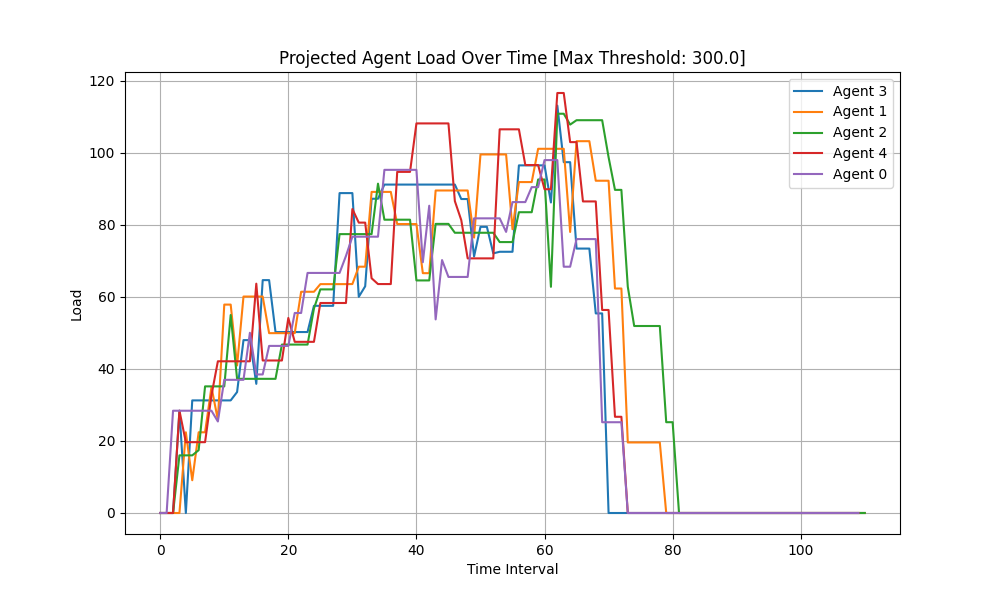 Projected Agent Load Over Time [Max Threshold: 300.0]
120
100
80
60
40
20
0
Load
0 20 40 60 80 100
Time Interval
Agent 3
Agent 1
Agent 2
Agent 4
Agent 0